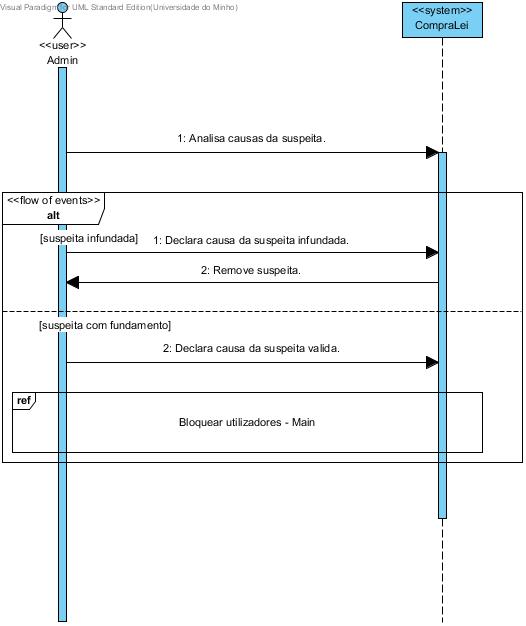 Visual Paradigm for UML Standard Edition(Universidade do Minho)
<<system>>
CompraLei
<<user>>
Admin
1: Analisa causas da suspeita.
<<flow of events>>
alt
[suspeita infundada]
1: Declara causa da suspeita infundada.
2: Remove suspeita.
[suspeita com fundamento]
2: Declara causa da suspeita valida.
ref
Bloquear utilizadores - Main